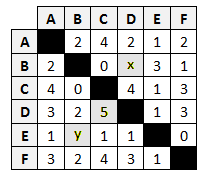 A B C D E F
A 2 4 2 1 2
B 2 0 x 3 1
C 4 0 4 1 3
D 3 2 5 1 3
E 1 y 1 1 0
F 3 2 4 3 1